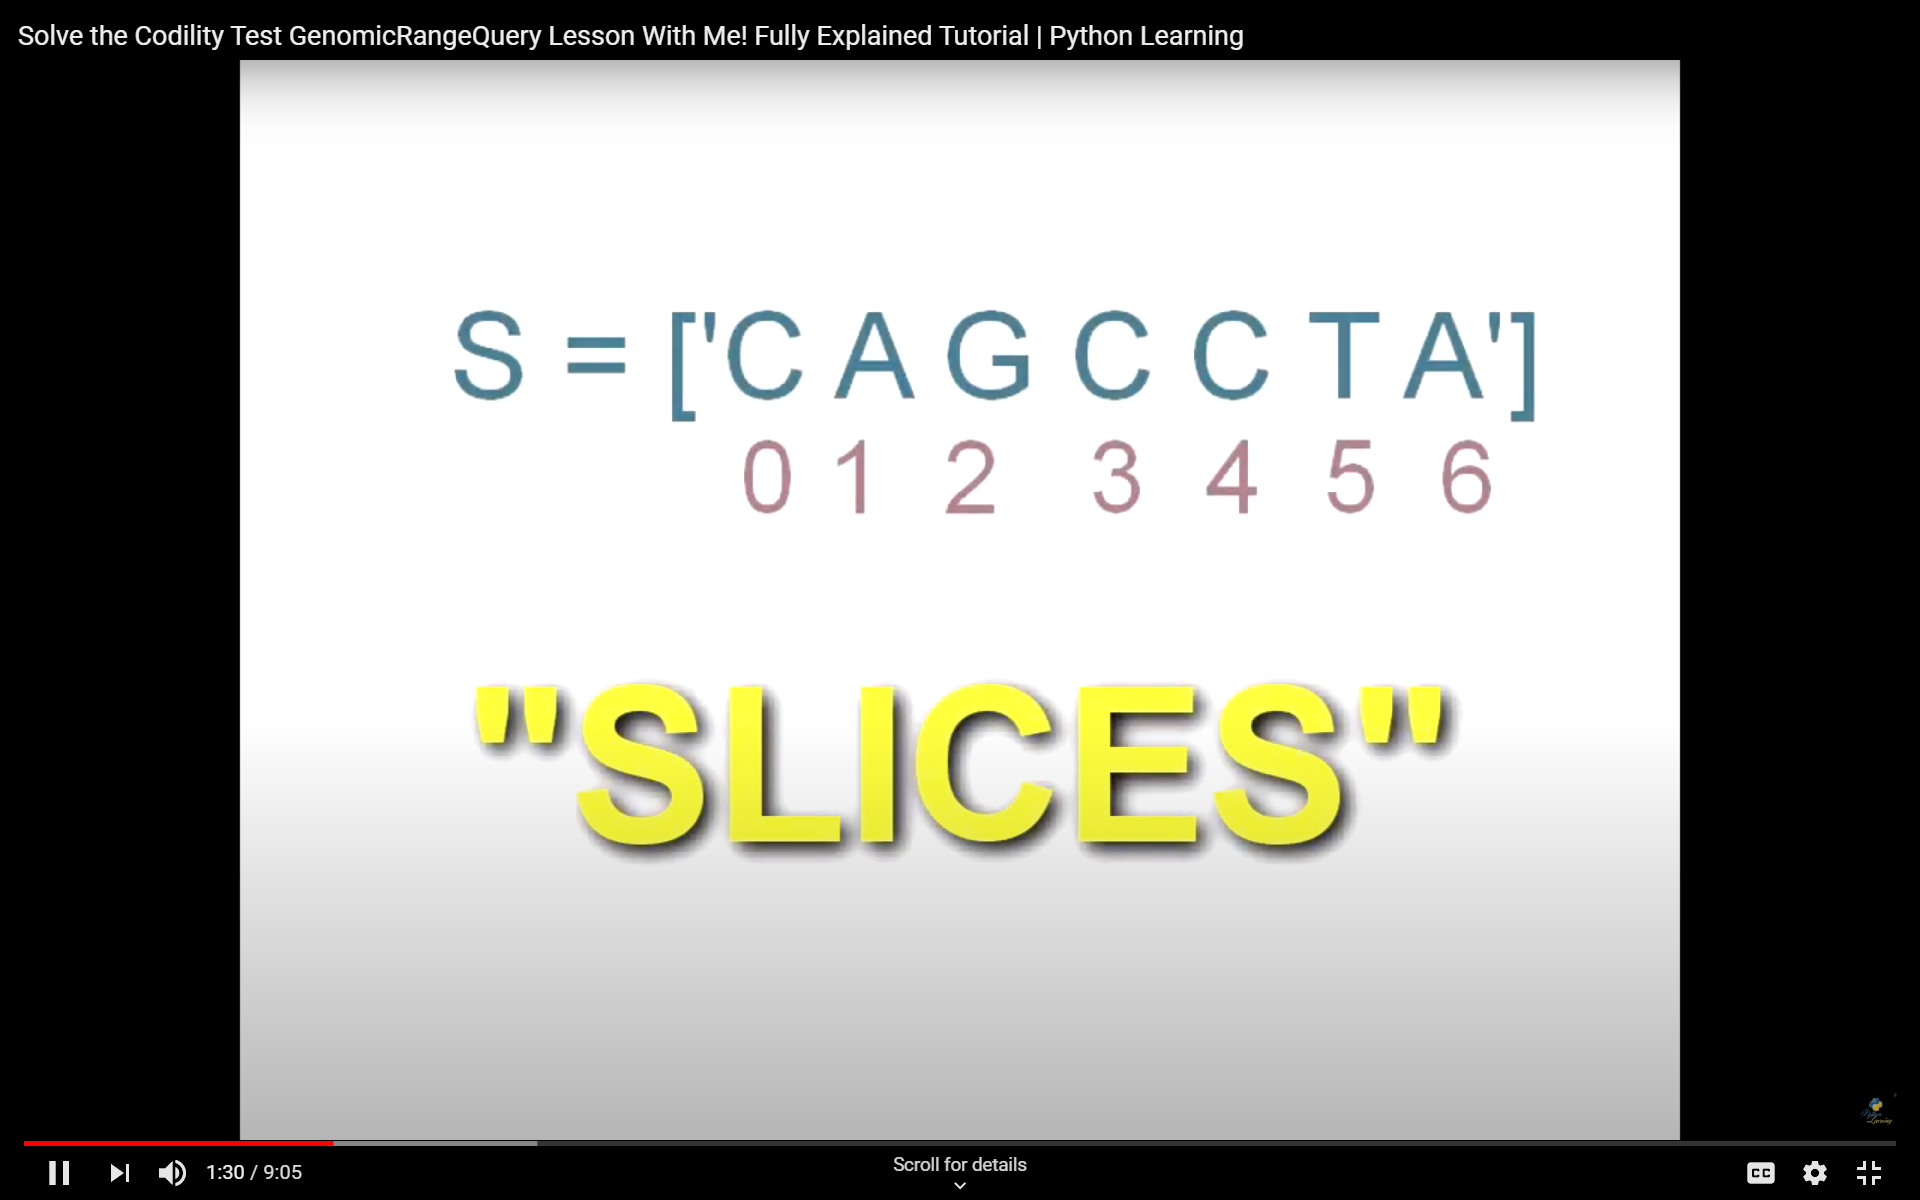 Solve the Codility Test GenomicRangeQuery Lesson With Me! Fully Explained Tutorial | Python Learning
S = ['C A G C C T A']
0 1 2 3 4 5 6
"SLICES"
1:30 / 9:05
Scroll for details
CC